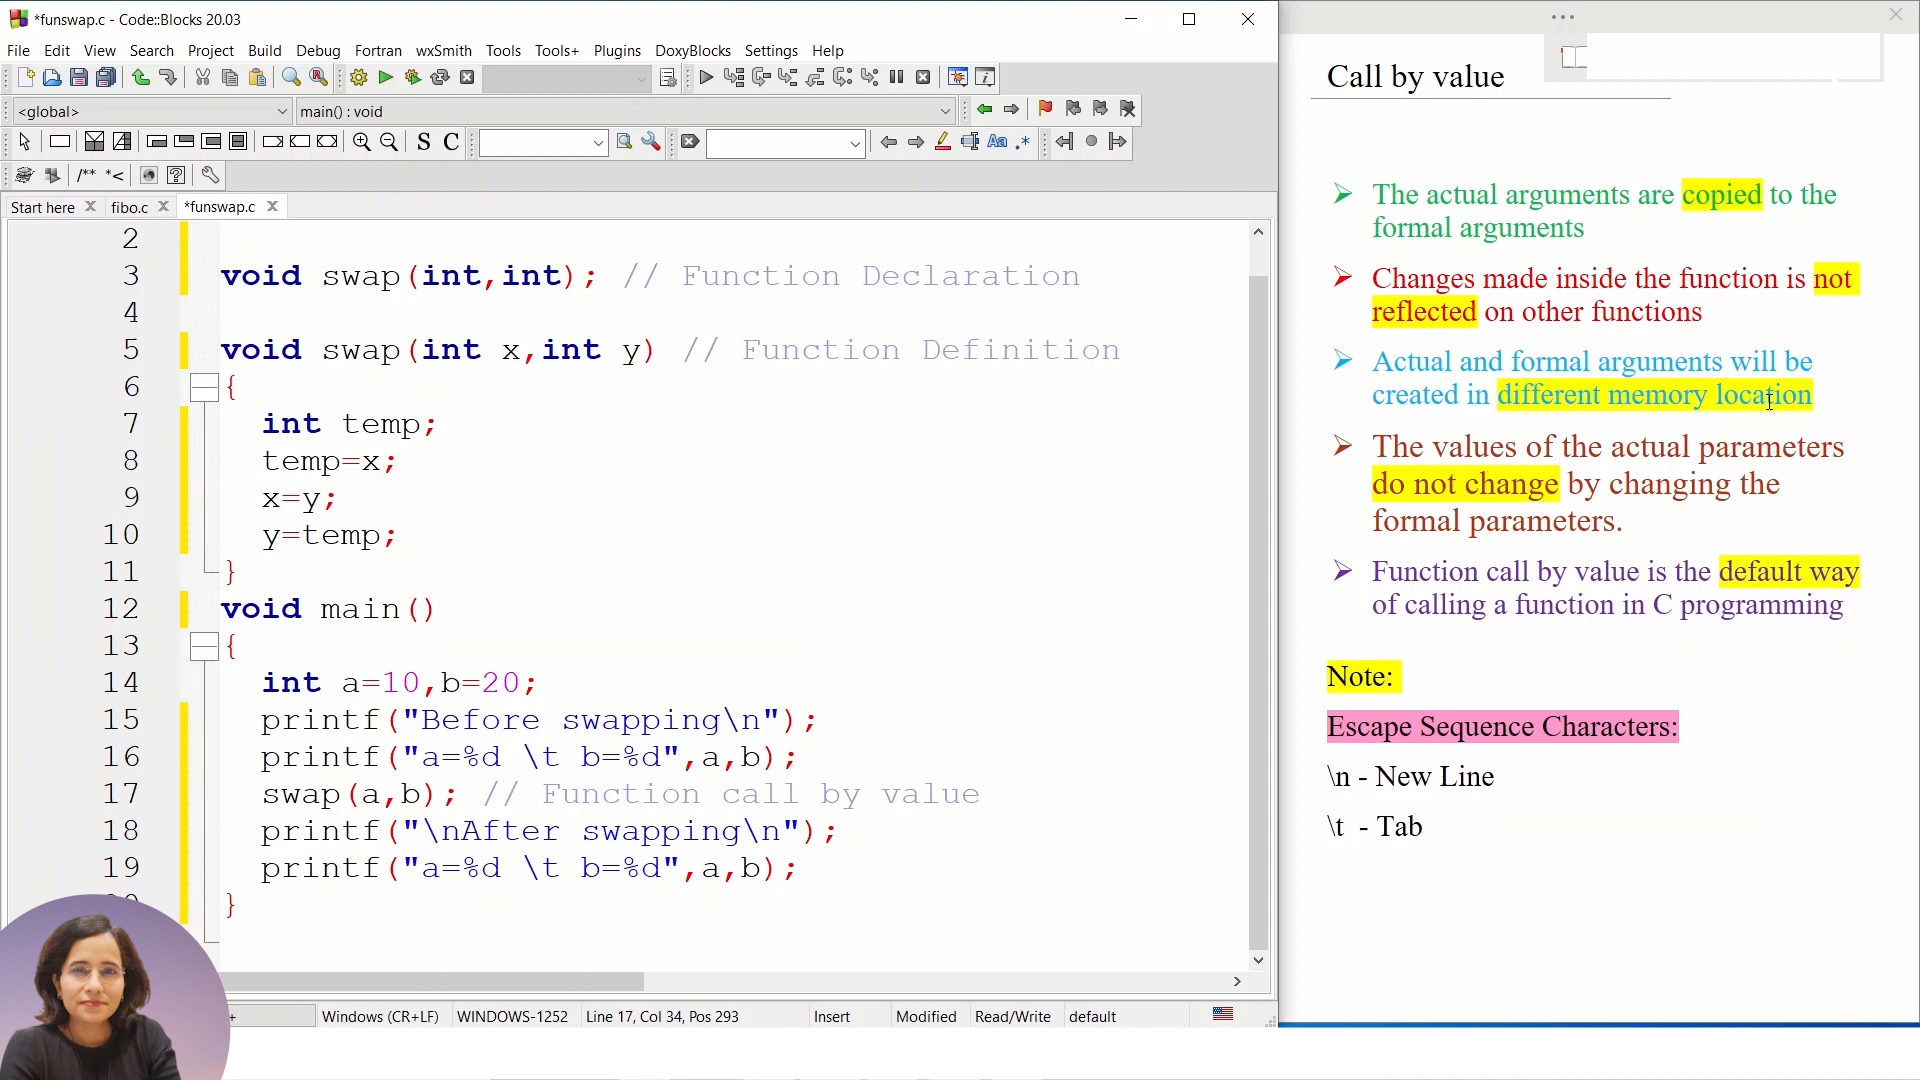 *funswap.c - Code::Blocks 20.03
File Edit View Search Project Build Debug Fortran wxSmith Tools Tools+ Plugins DoxyBlocks Settings Help
<global> main() : void
S C
/** *<
Start here fibo.c *funswap.c
2
3 void swap(int,int); // Function Declaration
4
5 void swap(int x,int y) // Function Definition
6 {
7 int temp;
8 temp=x;
9 x=y;
10 y=temp;
11 }
12 void main()
13 {
14 int a=10,b=20;
15 printf("Before swapping\n");
16 printf("a=%d \t b=%d",a,b);
17 swap(a,b); // Function call by value
18 printf("\nAfter swapping\n");
19 printf("a=%d \t b=%d",a,b);
}
Windows (CR+LF) WINDOWS-1252 Line 17, Col 34, Pos 293 Insert Modified Read/Write default
Call by value
➢ The actual arguments are copied to the
formal arguments
➢ Changes made inside the function is not
reflected on other functions
➢ Actual and formal arguments will be
created in different memory location
➢ The values of the actual parameters
do not change by changing the
formal parameters.
➢ Function call by value is the default way
of calling a function in C programming
Note:
Escape Sequence Characters:
\n - New Line
\t - Tab